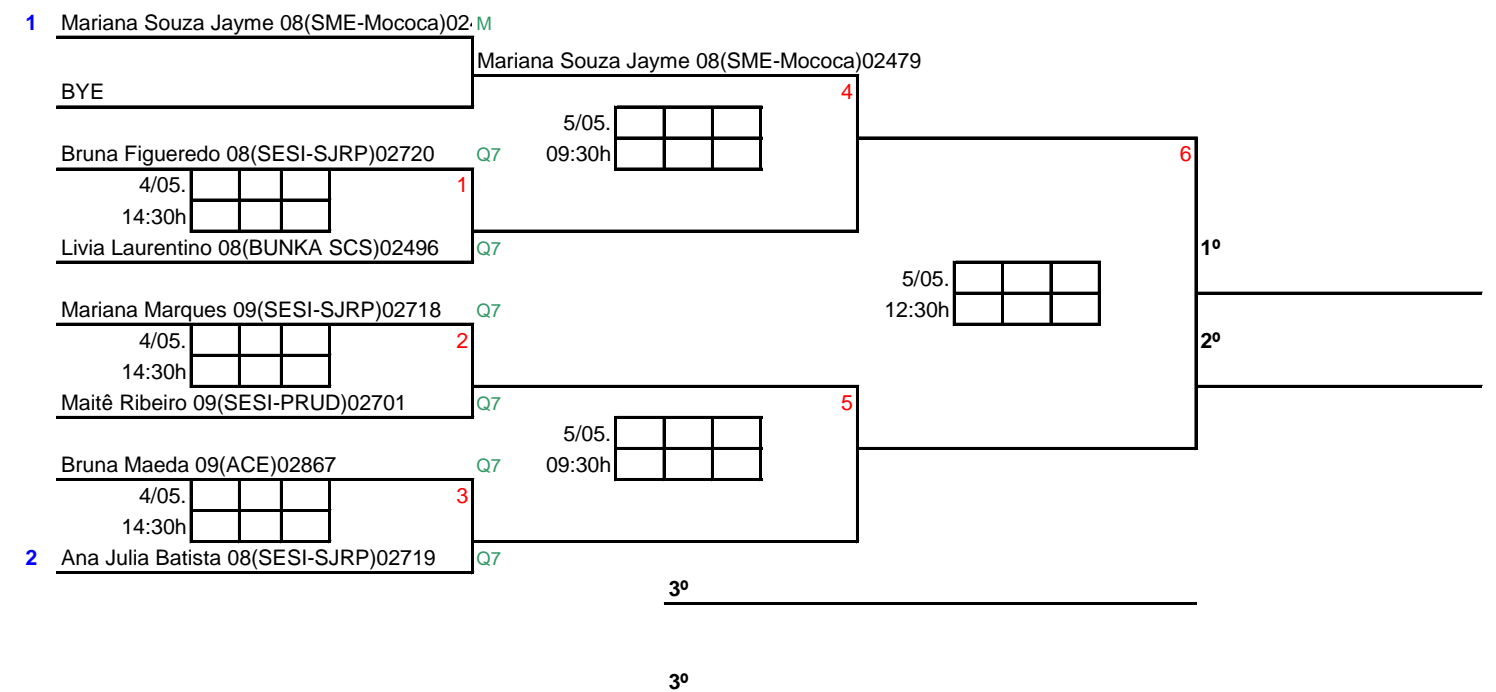 1 Mariana Souza Jayme 08(SME-Mococa)02 M
Mariana Souza Jayme 08(SME-Mococa)02479
BYE 4
5/05.
Bruna Figueredo 08(SESI-SJRP)02720 Q7 09:30h 6
4/05. 1
14:30h
Livia Laurentino 08(BUNKA SCS)02496 Q7 1º
5/05.
Mariana Marques 09(SESI-SJRP)02718 Q7 12:30h
4/05. 2 2º
14:30h
Maitê Ribeiro 09(SESI-PRUD)02701 Q7 5
5/05.
Bruna Maeda 09(ACE)02867 Q7 09:30h
4/05. 3
14:30h
2 Ana Julia Batista 08(SESI-SJRP)02719 Q7
3º
3º